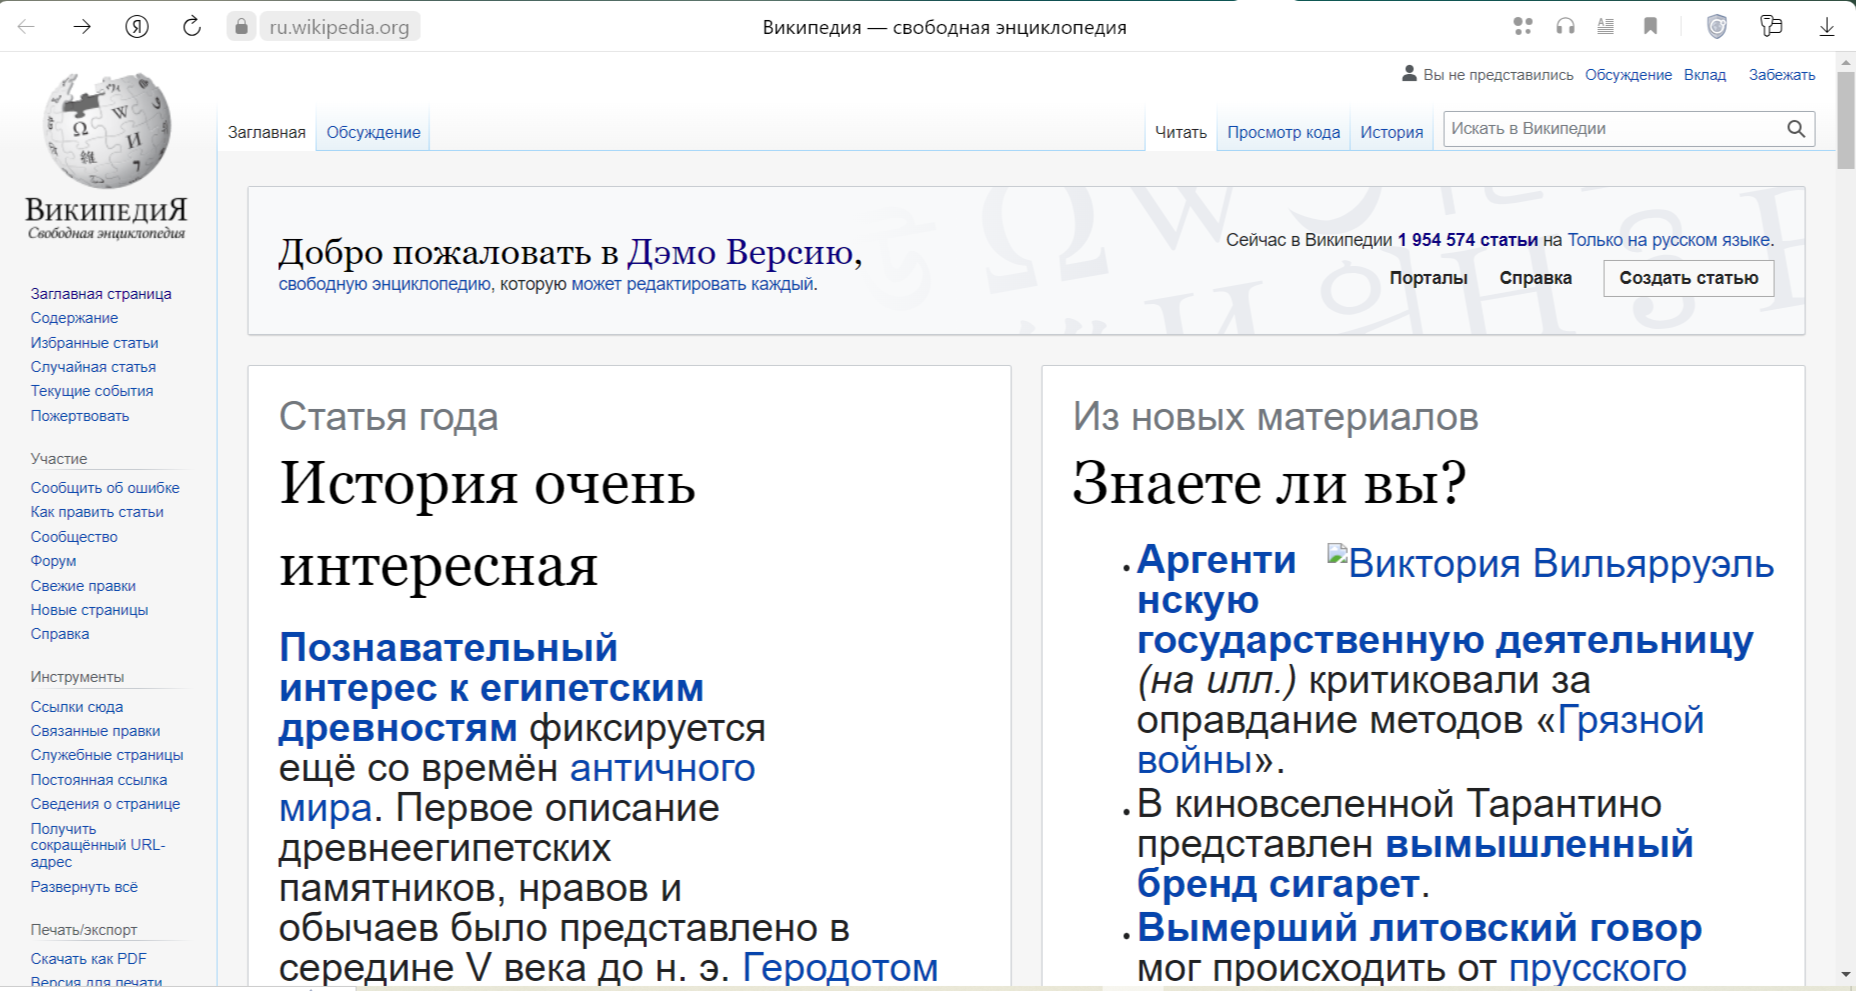 ru.wikipedia.org
Википедия — свободная энциклопедия
Вы не представились Обсуждение Вклад Забежать
Заглавная Обсуждение Читать Просмотр кода История Искать в Википедии
ВикипедиЯ
Свободная энциклопедия
Заглавная страница
Содержание
Избранные статьи
Случайная статья
Текущие события
Пожертвовать
Участие
Сообщить об ошибке
Как править статьи
Сообщество
Форум
Свежие правки
Новые страницы
Справка
Инструменты
Ссылки сюда
Связанные правки
Служебные страницы
Постоянная ссылка
Сведения о странице
Получить
сокращённый URL-
адрес
Развернуть всё
Печать/экспорт
Скачать как PDF
Версия для печати
Добро пожаловать в Дэмо Версию,
свободную энциклопедию, которую может редактировать каждый.
Сейчас в Википедии 1 954 574 статьи на Только на русском языке.
Порталы Справка Создать статью
Статья года
История очень
интересная
Познавательный
интерес к египетским
древностям фиксируется
ещё со времён античного
мира. Первое описание
древнеегипетских
памятников, нравов и
обычаев было представлено в
середине V века до н. э. Геродотом
Из новых материалов
Знаете ли вы?
Виктория Вильярруэль
• Аргенти
нскую
государственную деятельницу
(на илл.) критиковали за
оправдание методов «Грязной
войны».
• В киновселенной Тарантино
представлен вымышленный
бренд сигарет.
• Вымерший литовский говор
мог происходить от прусского